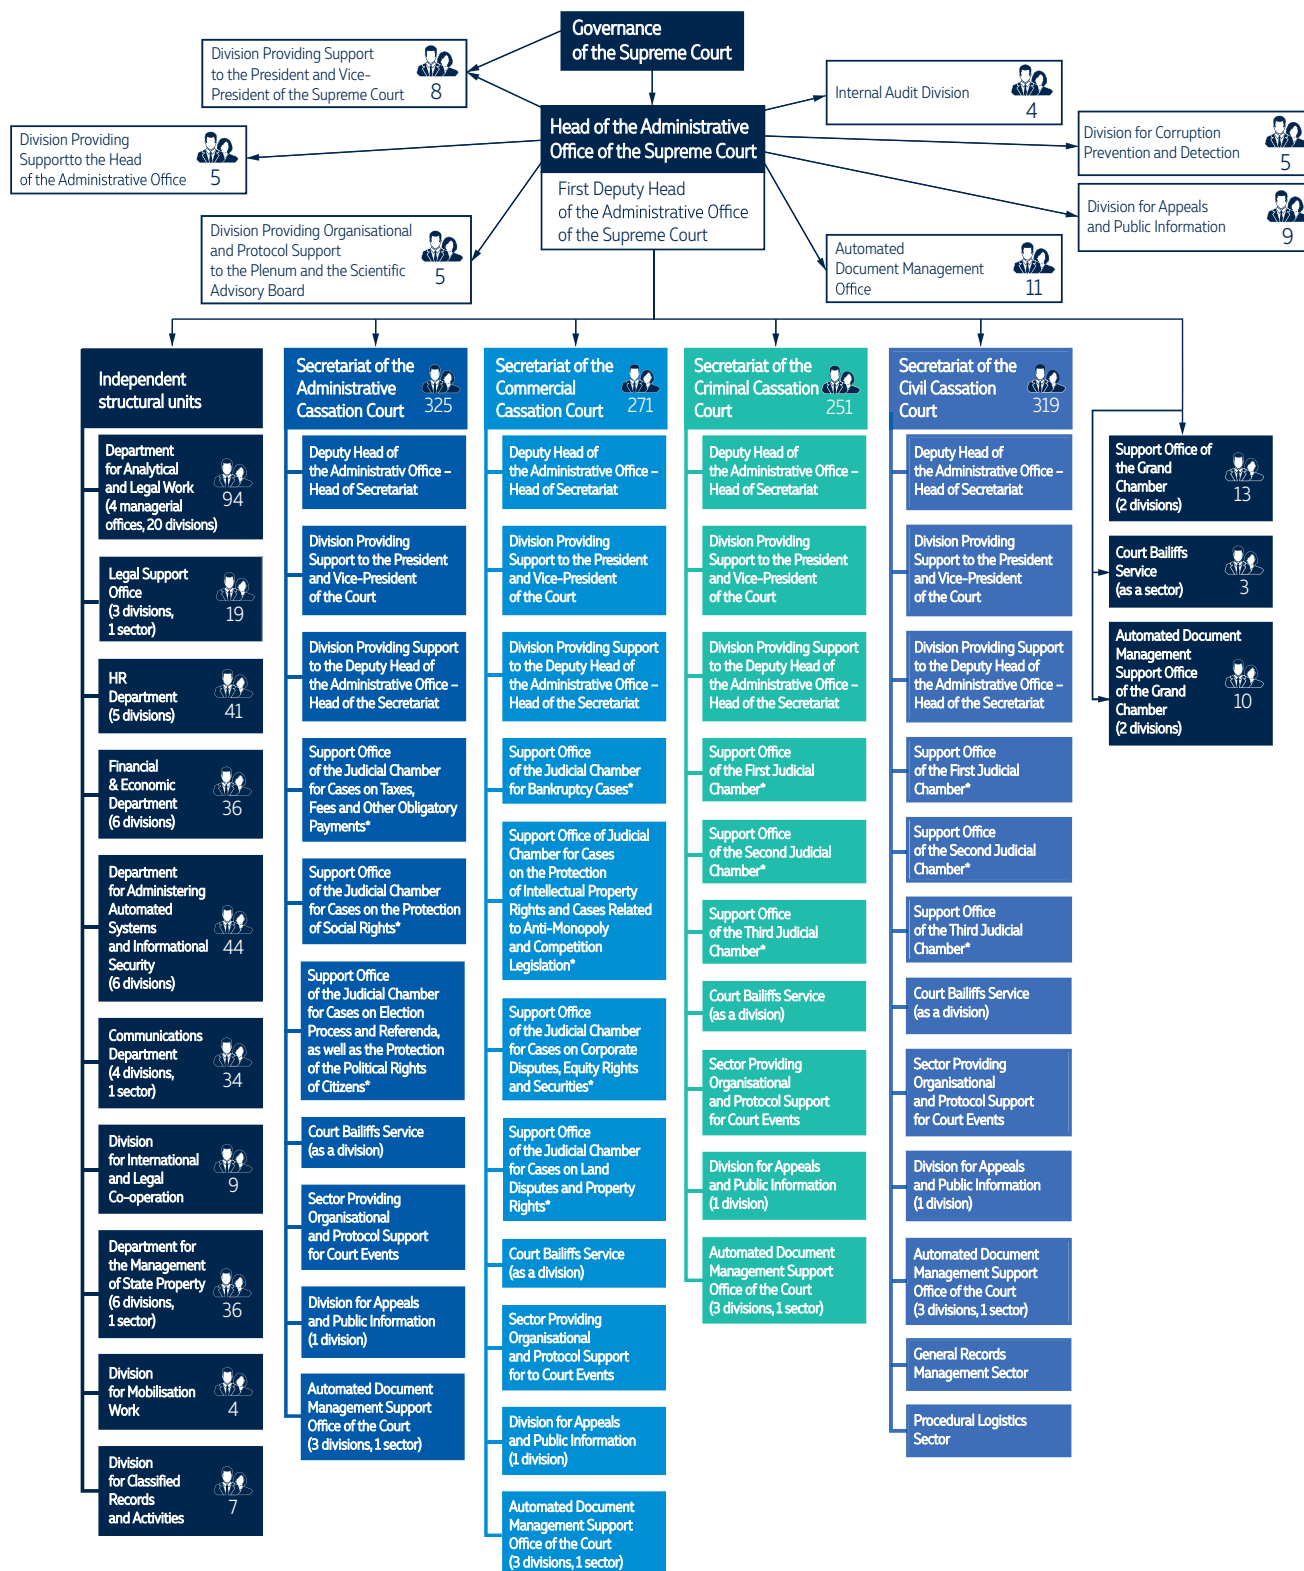 Governance
of the Supreme Court
Division Providing Support
to the President and Vice-
President of the Supreme Court
8
Internal Audit Division
4
Head of the Administrative
Office of the Supreme Court
First Deputy Head
of the Administrative Office
of the Supreme Court
Division Providing
Supportto the Head
of the Administrative Office
5
Division for Corruption
Prevention and Detection
5
Division for Appeals
and Public Information
9
Division Providing Organisational
and Protocol Support
to the Plenum and the Scientific
Advisory Board
5
Automated
Document Management
Office
11
Independent
structural units
Department
for Analytical
and Legal Work
(4 managerial
offices, 20 divisions)
94
Legal Support
Office
(3 divisions,
1 sector)
19
HR
Department
(5 divisions)
41
Financial
& Economic
Department
(6 divisions)
36
Department
for Administering
Automated
Systems
and Informational
Security
(6 divisions)
44
Communications
Department
(4 divisions,
1 sector)
34
Division
for International
and Legal
Co-operation
9
Department for
the Management
of State Property
(6 divisions,
1 sector)
36
Division
for Mobilisation
Work
4
Division
for Classified
Records
and Activities
7
Secretariat of the
Administrative
Cassation Court
325
Deputy Head of
the Administrativ Office –
Head of Secretariat
Division Providing
Support to the President
and Vice-President
of the Court
Division Providing Support
to the Deputy Head of
the Administrative Office –
Head of the Secretariat
Support Office
of the Judicial Chamber
for Cases on Taxes,
Fees and Other Obligatory
Payments*
Support Office
of the Judicial Chamber
for Cases on the Protection
of Social Rights*
Support Office
of the Judicial Chamber
for Cases on Election
Process and Referenda,
as well as the Protection
of the Political Rights
of Citizens*
Court Bailiffs Service
(as a division)
Sector Providing
Organisational
and Protocol Support
for Court Events
Division for Appeals
and Public Information
(1 division)
Automated Document
Management Support
Office of the Court
(3 divisions, 1 sector)
Secretariat of the
Commercial
Cassation Court
271
Deputy Head of
the Administrative Office –
Head of Secretariat
Division Providing
Support to the President
and Vice-President
of the Court
Division Providing Support
to the Deputy Head of
the Administrative Office –
Head of the Secretariat
Support Office
of the Judicial Chamber
for Bankruptcy Cases*
Support Office of Judicial
Chamber for Cases
on the Protection
of Intellectual Property
Rights and Cases Related
to Anti-Monopoly
and Competition
Legislation*
Support Office
of the Judicial Chamber
for Cases on Corporate
Disputes, Equity Rights
and Securities*
Support Office
of the Judicial Chamber
for Cases on Land
Disputes and Property
Rights*
Court Bailiffs Service
(as a division)
Sector Providing
Organisational
and Protocol Support
for to Court Events
Division for Appeals
and Public Information
(1 division)
Automated Document
Management Support
Office of the Court
(3 divisions, 1 sector)
Secretariat of the
Criminal Cassation
Court
251
Deputy Head of
the Administrative Office –
Head of Secretariat
Division Providing
Support to the President
and Vice-President
of the Court
Division Providing Support
to the Deputy Head of
the Administrative Office –
Head of the Secretariat
Support Office
of the First Judicial
Chamber*
Support Office
of the Second Judicial
Chamber*
Support Office
of the Third Judicial
Chamber*
Court Bailiffs Service
(as a division)
Sector Providing
Organisational
and Protocol Support
for Court Events
Division for Appeals
and Public Information
(1 division)
Automated Document
Management Support
Office of the Court
(3 divisions, 1 sector)
Secretariat of the
Civil Cassation
Court
319
Deputy Head of
the Administrative Office –
Head of Secretariat
Division Providing
Support to the President
and Vice-President
of the Court
Division Providing Support
to the Deputy Head of
the Administrative Office –
Head of the Secretariat
Support Office
of the First Judicial
Chamber*
Support Office
of the Second Judicial
Chamber*
Support Office
of the Third Judicial
Chamber*
Court Bailiffs Service
(as a division)
Sector Providing
Organisational
and Protocol Support
for Court Events
Division for Appeals
and Public Information
(1 division)
Automated Document
Management Support
Office of the Court
(3 divisions, 1 sector)
General Records
Management Sector
Procedural Logistics
Sector
Support Office of
the Grand
Chamber
(2 divisions)
13
Court Bailiffs
Service
(as a sector)
3
Automated Document
Management
Support Office
of the Grand
Chamber
(2 divisions)
10